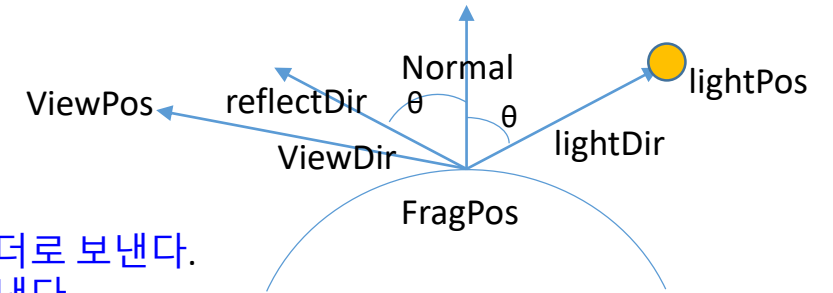 Normal
lightPos
ViewPos
reflectDir
θ
θ
ViewDir
lightDir
FragPos
더로 보낸다.